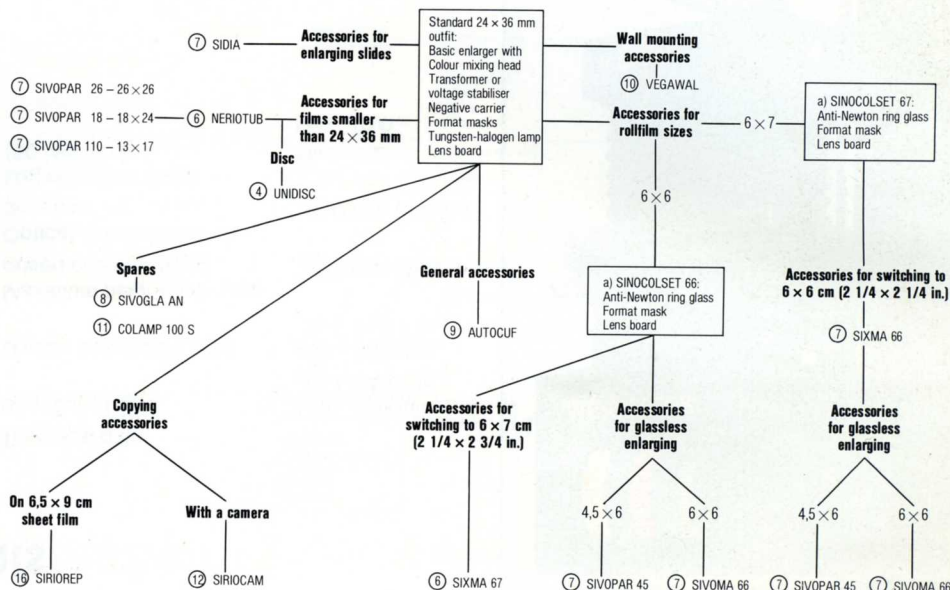 Standard 24 × 36 mm
outfit:
Basic enlarger with
Colour mixing head
Transformer or
voltage stabiliser
Negative carrier
Format masks
Tungsten-halogen lamp
Lens board
⑦ SIDIA
Accessories for
enlarging slides
Wall mounting
accessories
⑩ VEGAWAL
⑦ SIVOPAR 26 – 26 × 26
⑦ SIVOPAR 18 – 18 × 24
⑦ SIVOPAR 110 – 13 × 17
⑥ NERIOTUB
Accessories for
films smaller
than 24 × 36 mm
Disc
④ UNIDISC
Accessories for
rollfilm sizes
6 × 7
a) SINOCOLSET 67:
Anti-Newton ring glass
Format mask
Lens board
6 × 6
Spares
⑧ SIVOGLA AN
⑪ COLAMP 100 S
General accessories
⑨ AUTOCUF
a) SINOCOLSET 66:
Anti-Newton ring glass
Format mask
Lens board
Accessories for switching to
6 × 6 cm (2 1/4 × 2 1/4 in.)
⑦ SIXMA 66
Copying
accessories
Accessories for
switching to 6 × 7 cm
(2 1/4 × 2 3/4 in.)
Accessories
for glassless
enlarging
Accessories
for glassless
enlarging
On 6,5 × 9 cm
sheet film
With a camera
4,5 × 6
6 × 6
4,5 × 6
6 × 6
⑯ SIRIOREP
⑫ SIRIOCAM
⑥ SIXMA 67
⑦ SIVOPAR 45
⑦ SIVOMA 66
⑦ SIVOPAR 45
⑦ SIVOMA 66